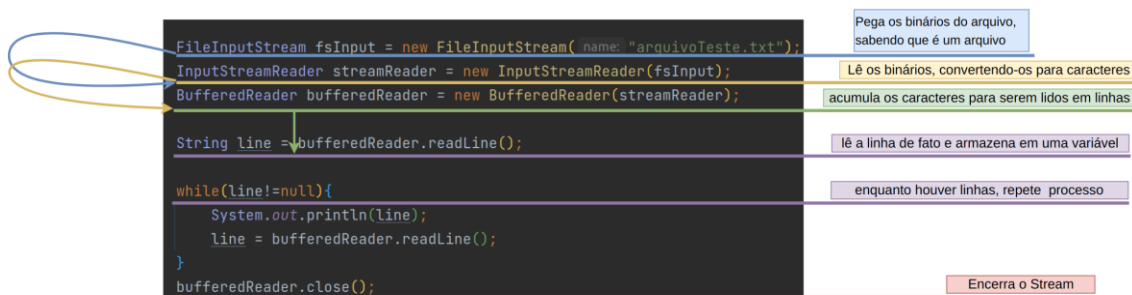 Pega os binários do arquivo,
sabendo que é um arquivo
FileInputStream fsInput = new FileInputStream( name: "arquivoTeste.txt");
InputStreamReader streamReader = new InputStreamReader(fsInput);
Lê os binários, convertendo-os para caracteres
BufferedReader bufferedReader = new BufferedReader(streamReader);
acumula os caracteres para serem lidos em linhas
String line = bufferedReader.readLine();
lê a linha de fato e armazena em uma variável
while(line!=null){
enquanto houver linhas, repete processo
System.out.println(line);
line = bufferedReader.readLine();
}
bufferedReader.close();
Encerra o Stream